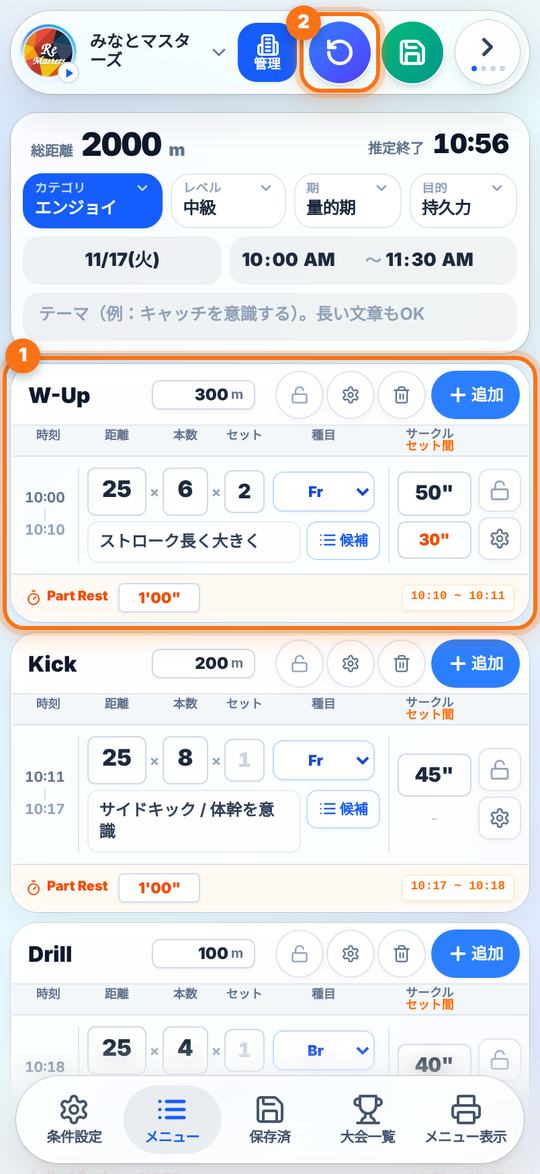 Re
Masters
みなとマスターズ
管理
2
総距離 2000 m
推定終了 10:56
カテゴリ エンジョイ
レベル 中級
期 量的期
目的 持久力
11/17(火)
10:00 AM ～ 11:30 AM
テーマ（例：キャッチを意識する）。長い文章もOK
1
W-Up 300 m ＋ 追加
時刻 距離 本数 セット 種目 サークル
セット間
10:00 25 × 6 × 2 Fr 50"
10:10 ストローク長く大きく 候補 30"
Part Rest 1'00" 10:10 ~ 10:11
Kick 200 m ＋ 追加
時刻 距離 本数 セット 種目 サークル
セット間
10:11 25 × 8 × 1 Fr 45"
10:17 サイドキック / 体幹を意識 候補 -
Part Rest 1'00" 10:17 ~ 10:18
Drill 100 m ＋ 追加
時刻 距離 本数 セット 種目 サークル
セット間
10:18 25 × 4 × 1 Br 40"
条件設定 メニュー 保存済 大会一覧 メニュー表示